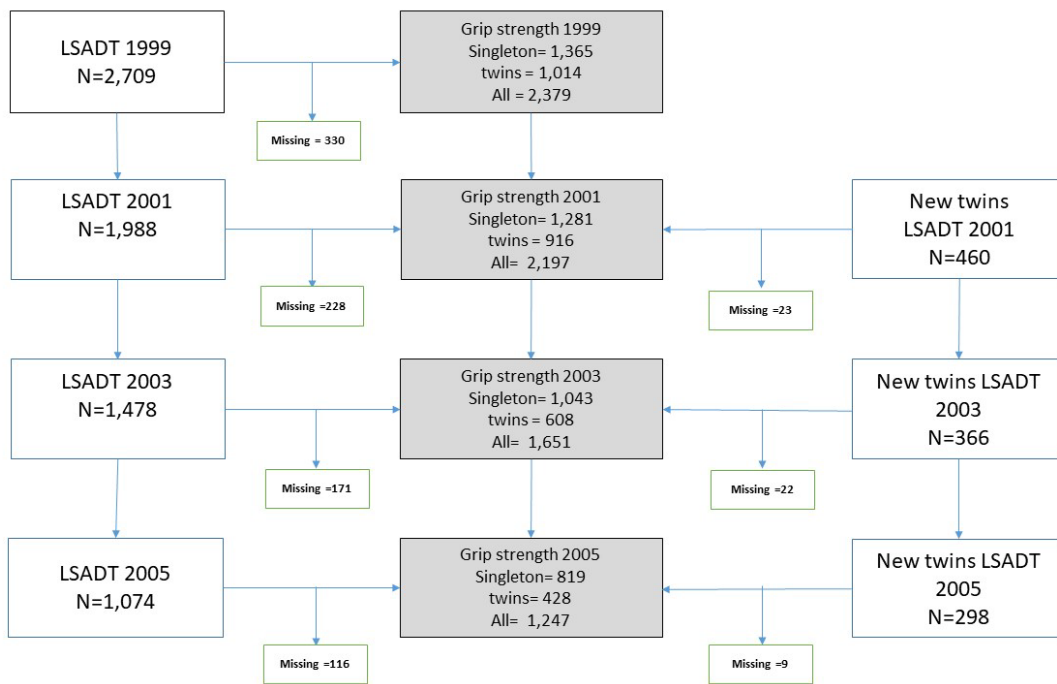 LSADT 1999
N=2,709
Grip strength 1999
Singleton= 1,365
twins = 1,014
All = 2,379
Missing = 330
LSADT 2001
N=1,988
Grip strength 2001
Singleton= 1,281
twins = 916
All= 2,197
New twins
LSADT 2001
N=460
Missing =228
Missing =23
LSADT 2003
N=1,478
Grip strength 2003
Singleton= 1,043
twins = 608
All= 1,651
New twins LSADT
2003
N=366
Missing =171
Missing =22
LSADT 2005
N=1,074
Grip strength 2005
Singleton= 819
twins= 428
All= 1,247
New twins LSADT
2005
N=298
Missing =116
Missing =9